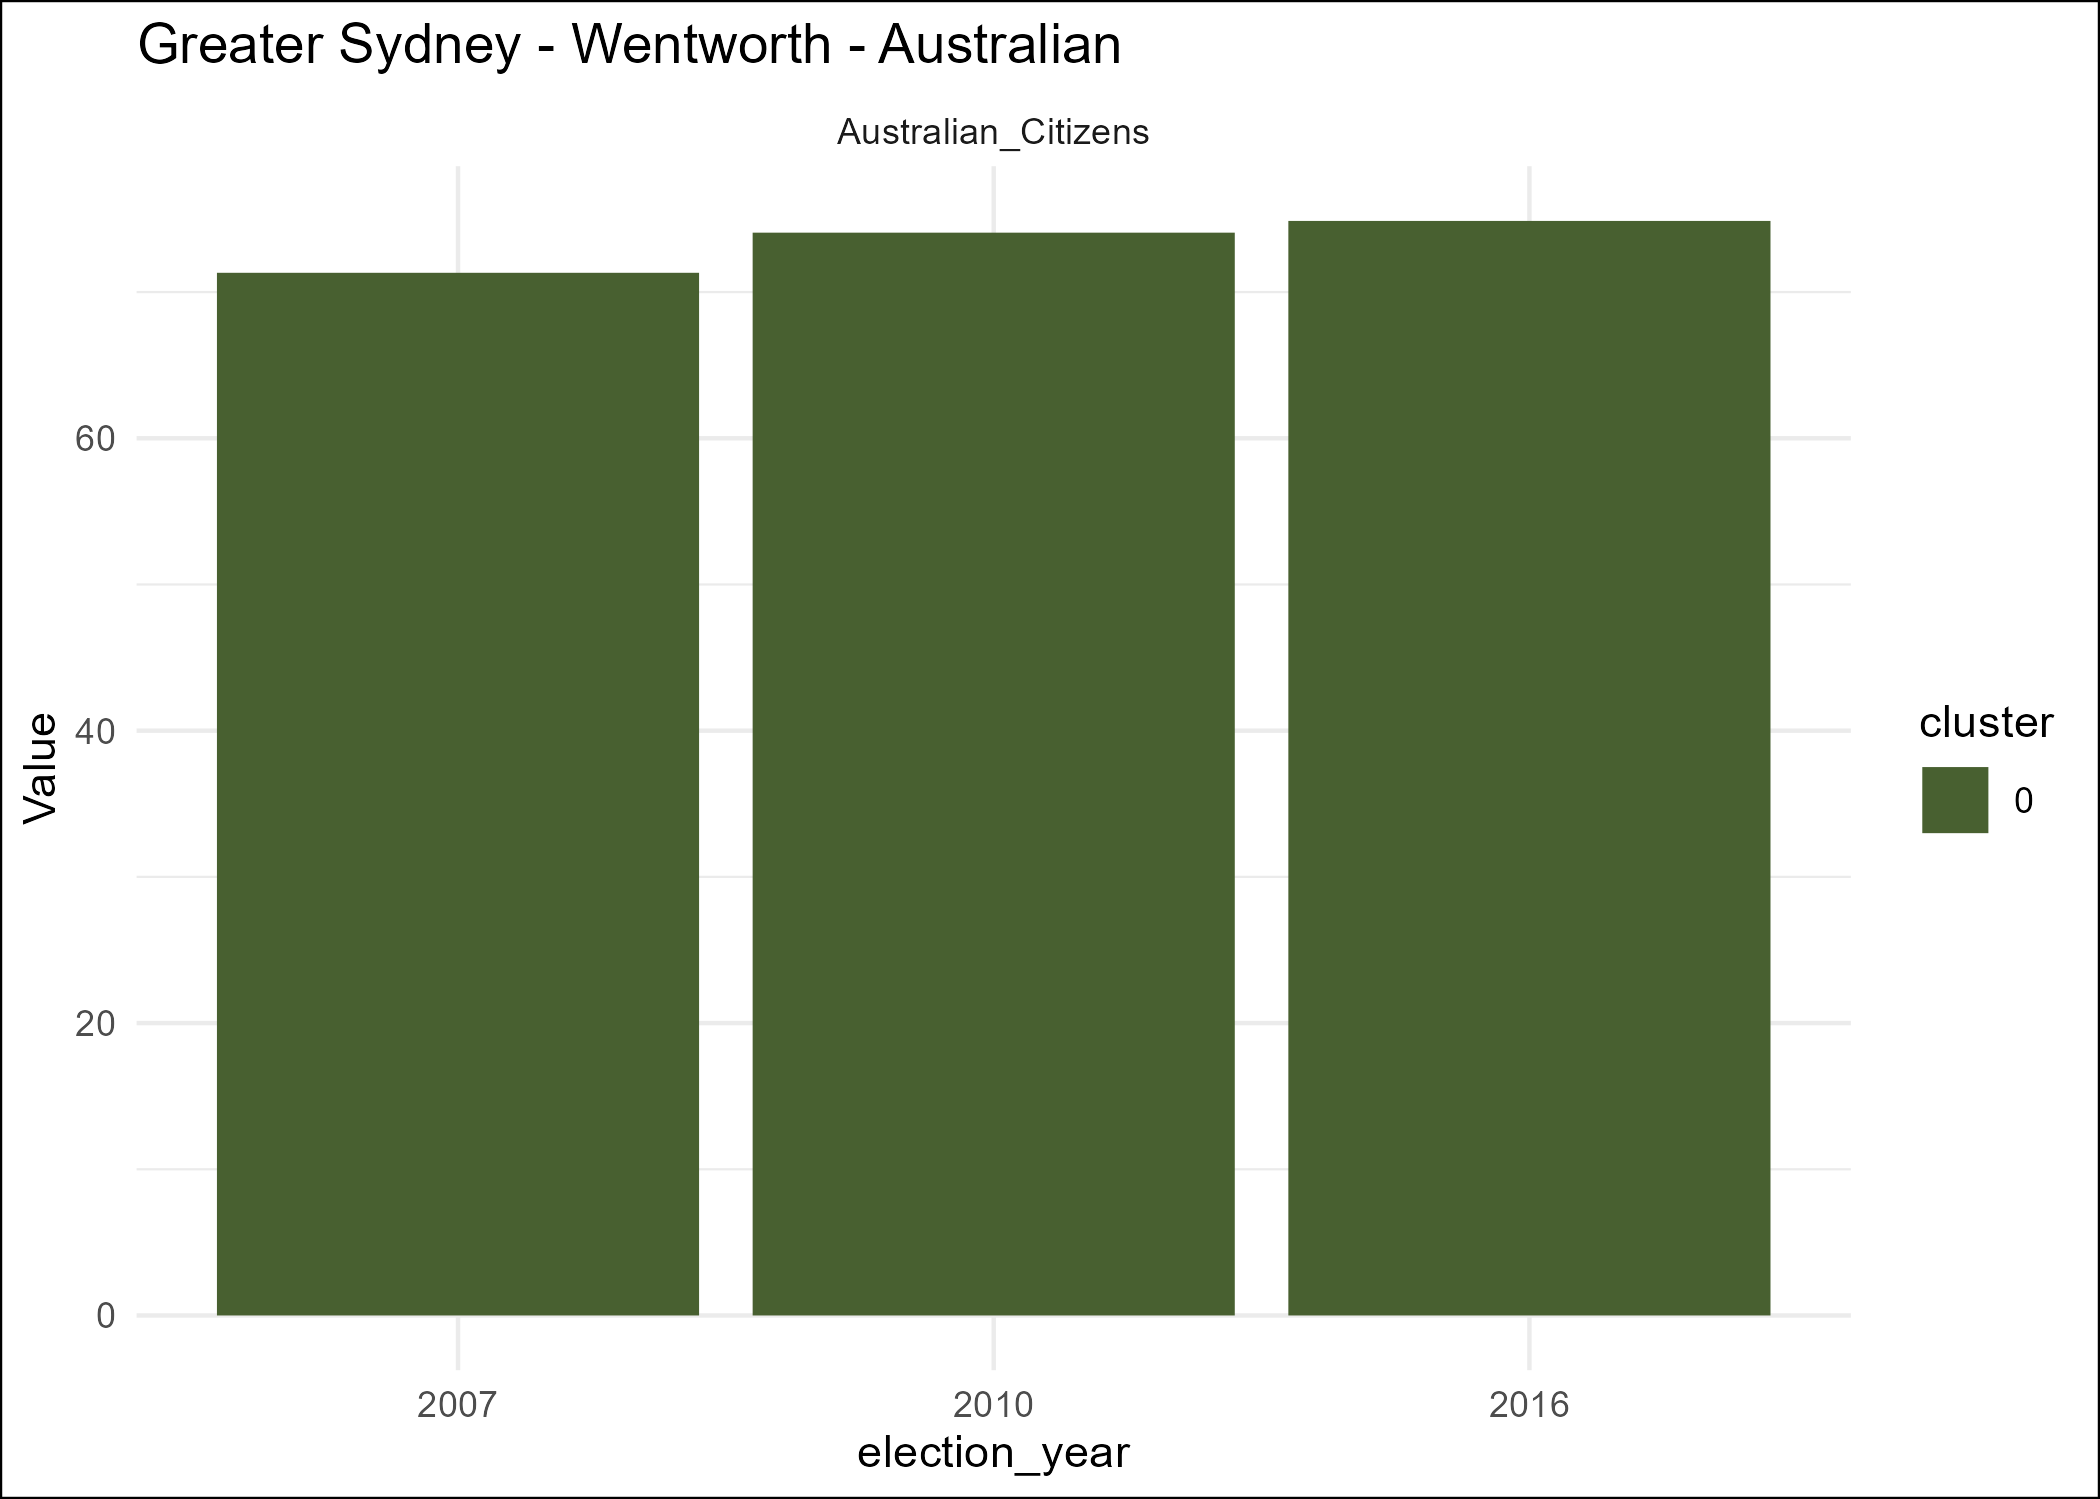 Greater Sydney - Wentworth - Australian
Australian_Citizens
60
40
20
0
Value
2007 2010 2016
election_year
cluster
0